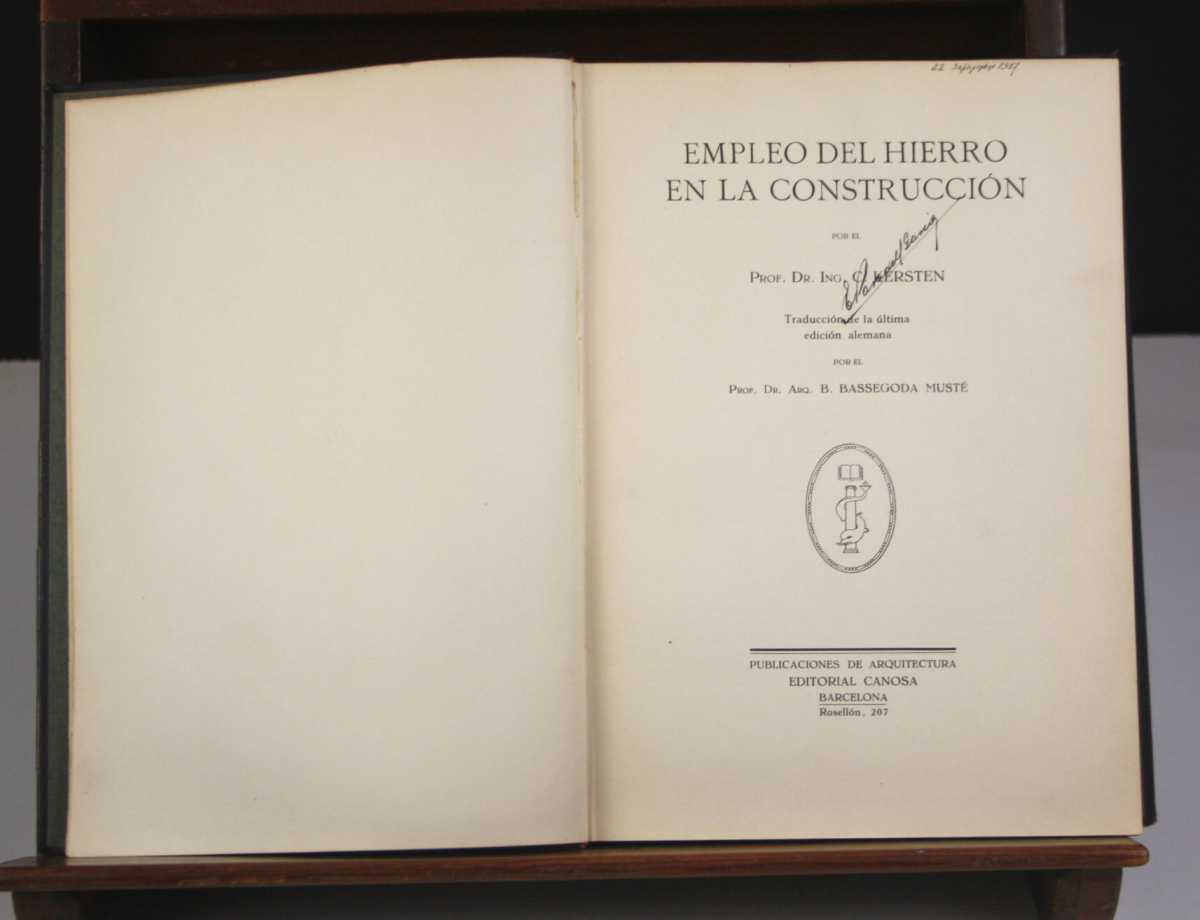 EMPLEO DEL HIERRO
EN LA CONSTRUCCIÓN
POR EL
PROF. DR. ING. C. KERSTEN
Traducción de la última
edición alemana
POR EL
PROF. DR. ARQ. B. BASSEGODA MUSTÉ
PUBLICACIONES DE ARQUITECTURA
EDITORIAL CANOSA
BARCELONA
Rosellón, 207